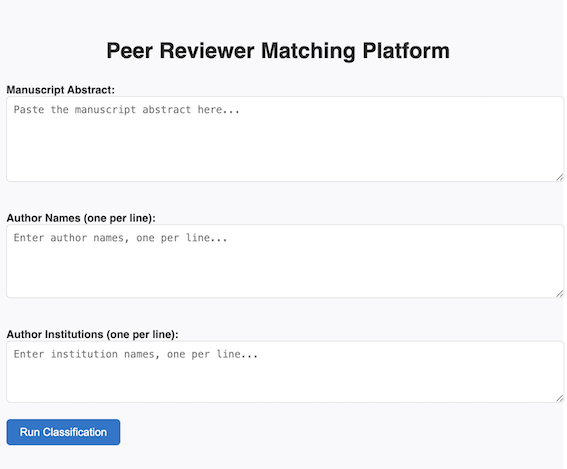 Peer Reviewer Matching Platform
Manuscript Abstract:
Paste the manuscript abstract here...
Author Names (one per line):
Enter author names, one per line...
Author Institutions (one per line):
Enter institution names, one per line...
Run Classification